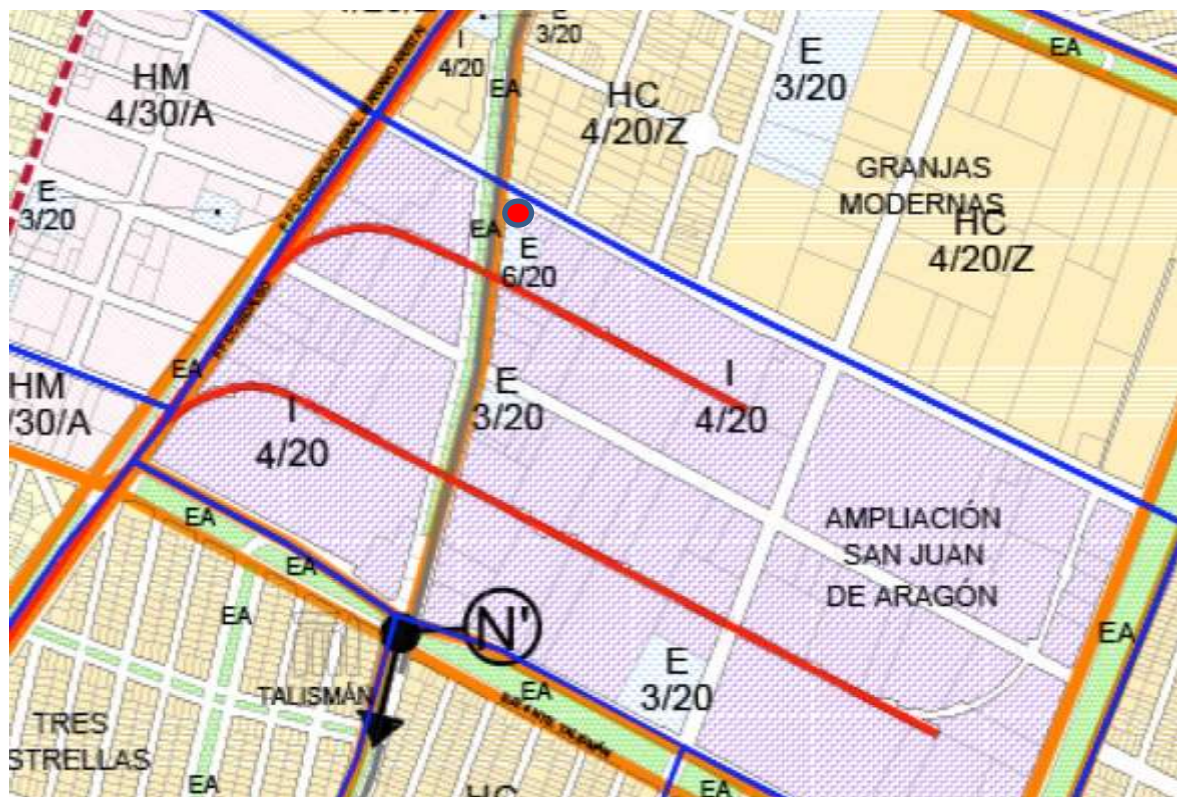 4/20/Z
I
4/20
E
3/20
EA
EA
HM
4/30/A
HC
4/20/Z
E
3/20
E
3/20
GRANJAS
MODERNAS
HC
4/20/Z
EA
E
6/20
EA
HM
/30/A
E
3/20
I
4/20
I
4/20
AMPLIACIÓN
SAN JUAN
DE ARAGÓN
EA
EA
EA
EA
N'
E
3/20
TALISMÁN
EA
TRES
STRELLAS
EA
EA
HC